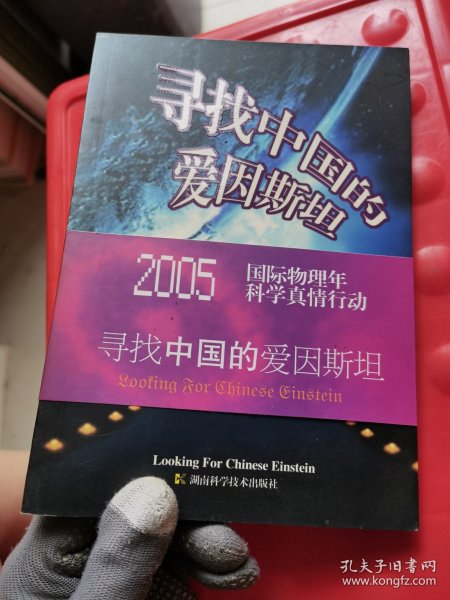 寻找中国的
爱因斯坦
2005
国际物理年
科学真情行动
寻找中国的爱因斯坦
Looking For Chinese Einstein
Looking For Chinese Einstein
湖南科学技术出版社
孔夫子旧书网
www.kongfz.com